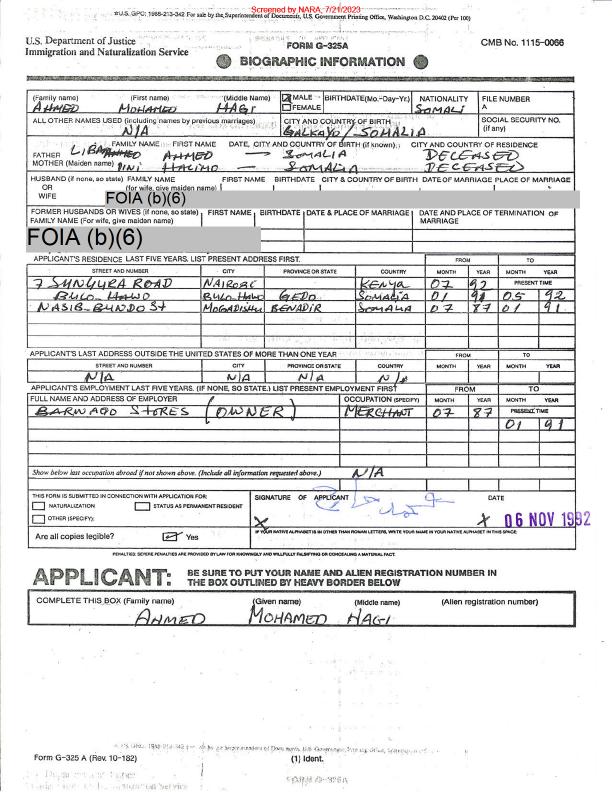 Screened by NARA, 7/21/2023
☆U.S. GPO: 1988-213-342 For sale by the Superintendent of Documents, U.S. Government Printing Office, Washington D.C. 20402 (Per 100)
U.S. Department of Justice
Immigration and Naturalization Service
FORM G-325A
BIOGRAPHIC INFORMATION
CMB No. 1115-0066
(Family name) (First name) (Middle Name) MALE BIRTHDATE (Mo.-Day-Yr.) NATIONALITY FILE NUMBER
AHMED MOHAMED HAGI FEMALE SOMALI A
ALL OTHER NAMES USED (Including names by previous marriages) CITY AND COUNTRY OF BIRTH SOCIAL SECURITY NO. (if any)
N/A GALKAYO/SOMALIA
FAMILY NAME FIRST NAME DATE, CITY AND COUNTRY OF BIRTH (if known) CITY AND COUNTRY OF RESIDENCE
FATHER AHMED — SOMALIA DECEASED
MOTHER (Maiden name) HALIMO — SOMALIA DECEASED
HUSBAND (if none, so state) FAMILY NAME FIRST NAME BIRTHDATE CITY & COUNTRY OF BIRTH DATE OF MARRIAGE PLACE OF MARRIAGE
OR (for wife, give maiden name)
WIFE FOIA (b)(6)
FORMER HUSBANDS OR WIVES (if none, so state) FIRST NAME BIRTHDATE DATE & PLACE OF MARRIAGE DATE AND PLACE OF TERMINATION OF MARRIAGE
FAMILY NAME (For wife, give maiden name)
FOIA (b)(6)
APPLICANT'S RESIDENCE LAST FIVE YEARS. LIST PRESENT ADDRESS FIRST. FROM TO
STREET AND NUMBER CITY PROVINCE OR STATE COUNTRY MONTH YEAR MONTH YEAR
7 SUNGURA ROAD NAIROBI KENYA 07 92 PRESENT TIME
BULO-HAWO BULO-HAWO GEDO SOMALIA 01 91 05 92
NASIB-BUNDO St MOGADISHU BENADIR SOMALIA 07 87 01 91
APPLICANT'S LAST ADDRESS OUTSIDE THE UNITED STATES OF MORE THAN ONE YEAR FROM TO
STREET AND NUMBER CITY PROVINCE OR STATE COUNTRY MONTH YEAR MONTH YEAR
N/A N/A N/A N/A
APPLICANT'S EMPLOYMENT LAST FIVE YEARS. (IF NONE, SO STATE.) LIST PRESENT EMPLOYMENT FIRST FROM TO
FULL NAME AND ADDRESS OF EMPLOYER OCCUPATION (SPECIFY) MONTH YEAR MONTH YEAR
BARWAQO STORES (OWNER) MERCHANT 07 87 PRESENT TIME
01 91
Show below last occupation abroad if not shown above. (Include all information requested above.) N/A
THIS FORM IS SUBMITTED IN CONNECTION WITH APPLICATION FOR: SIGNATURE OF APPLICANT DATE
NATURALIZATION STATUS AS PERMANENT RESIDENT
OTHER (SPECIFY): X X 06 NOV 1992
IF YOUR NATIVE ALPHABET IS IN OTHER THAN ROMAN LETTERS, WRITE YOUR NAME IN YOUR NATIVE ALPHABET IN THIS SPACE:
Are all copies legible? Yes
PENALTIES: SEVERE PENALTIES ARE PROVIDED BY LAW FOR KNOWINGLY AND WILLFULLY FALSIFYING OR CONCEALING A MATERIAL FACT.
APPLICANT: BE SURE TO PUT YOUR NAME AND ALIEN REGISTRATION NUMBER IN
THE BOX OUTLINED BY HEAVY BORDER BELOW
COMPLETE THIS BOX (Family name) (Given name) (Middle name) (Alien registration number)
AHMED MOHAMED HAGI
Form G-325 A (Rev. 10-182) (1) Ident.